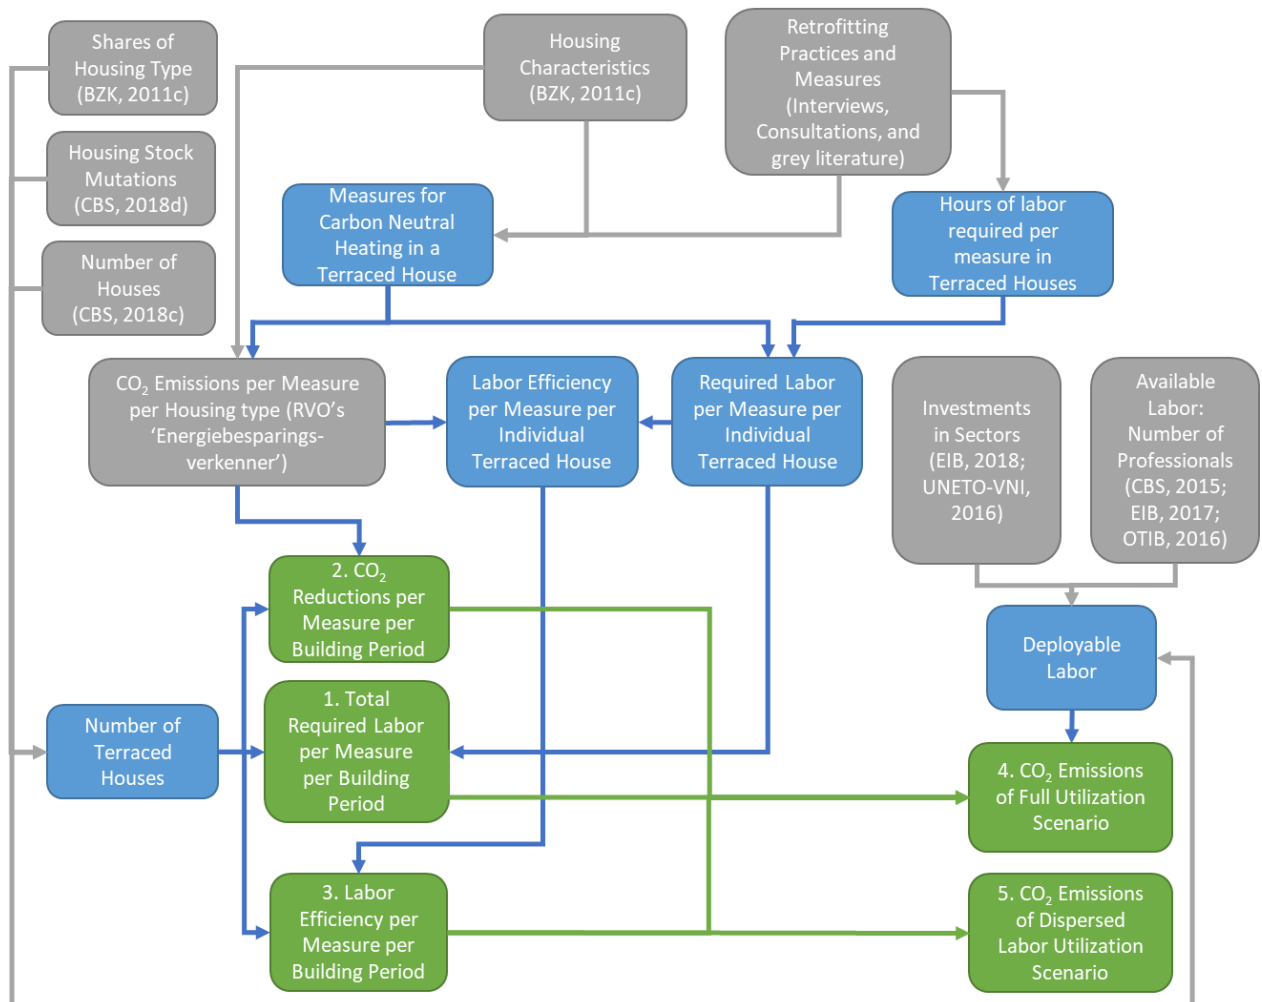 Shares of
Housing Type
(BZK, 2011c)
Housing
Characteristics
(BZK, 2011c)
Retrofitting
Practices and
Measures
(Interviews,
Consultations, and
grey literature)
Housing Stock
Mutations
(CBS, 2018d)
Measures for
Carbon Neutral
Heating in a
Terraced House
Hours of labor
required per
measure in
Terraced Houses
Number of
Houses
(CBS, 2018c)
CO₂ Emissions per Measure
per Housing type (RVO's
'Energiebesparings-
verkenner')
Labor Efficiency
per Measure per
Individual
Terraced House
Required Labor
per Measure per
Individual
Terraced House
Investments
in Sectors
(EIB, 2018;
UNETO-VNI,
2016)
Available
Labor:
Number of
Professionals
(CBS, 2015;
EIB, 2017;
OTIB, 2016)
2. CO₂
Reductions per
Measure per
Building Period
Deployable
Labor
Number of
Terraced
Houses
1. Total
Required Labor
per Measure
per Building
Period
4. CO₂ Emissions
of Full Utilization
Scenario
3. Labor
Efficiency per
Measure per
Building Period
5. CO₂ Emissions
of Dispersed
Labor Utilization
Scenario